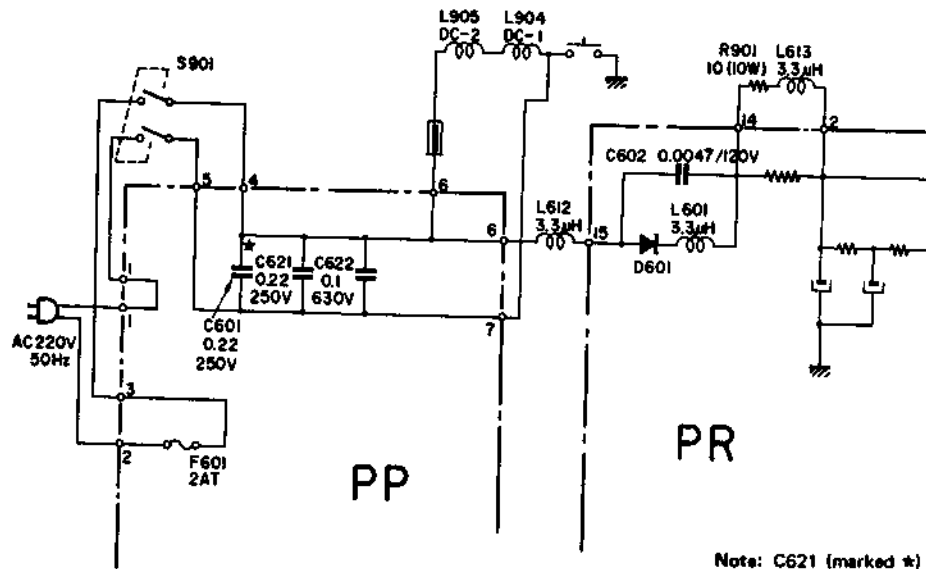 L905
DC-2
L904
DC-1
S901
R901
10 (10W)
L613
3.3μH
14
2
C602 0.0047/120V
5
4
6
6
L612
3.3μH
15
L601
3.3μH
D601
★
C621
0.22
250V
C622
0.1
630V
1
1
C601
0.22
250V
7
AC220V
50Hz
3
2
F601
2AT
PP
PR
Note: C621 (marked ★)